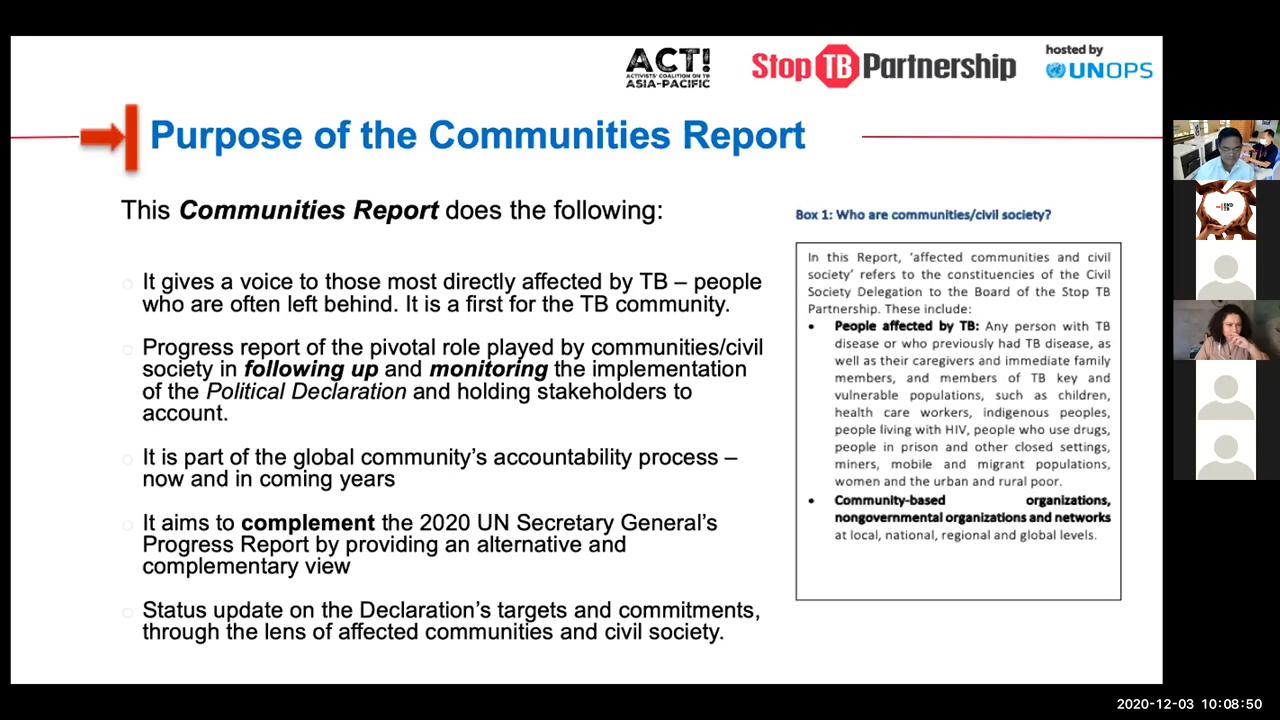 ACT!
ACTIVISTS' COALITION ON TB
ASIA-PACIFIC
Stop TB Partnership
hosted by
UNOPS
Purpose of the Communities Report
This Communities Report does the following:
It gives a voice to those most directly affected by TB – people
who are often left behind. It is a first for the TB community.
Progress report of the pivotal role played by communities/civil
society in following up and monitoring the implementation
of the Political Declaration and holding stakeholders to
account.
It is part of the global community's accountability process –
now and in coming years
It aims to complement the 2020 UN Secretary General's
Progress Report by providing an alternative and
complementary view
Status update on the Declaration's targets and commitments,
through the lens of affected communities and civil society.
Box 1: Who are communities/civil society?
In this Report, 'affected communities and civil
society' refers to the constituencies of the Civil
Society Delegation to the Board of the Stop TB
Partnership. These include:
People affected by TB: Any person with TB
disease or who previously had TB disease, as
well as their caregivers and immediate family
members, and members of TB key and
vulnerable populations, such as children,
health care workers, indigenous peoples,
people living with HIV, people who use drugs,
people in prison and other closed settings,
miners, mobile and migrant populations,
women and the urban and rural poor.
Community-based organizations,
nongovernmental organizations and networks
at local, national, regional and global levels.
END
TB
2020-12-03 10:08:50